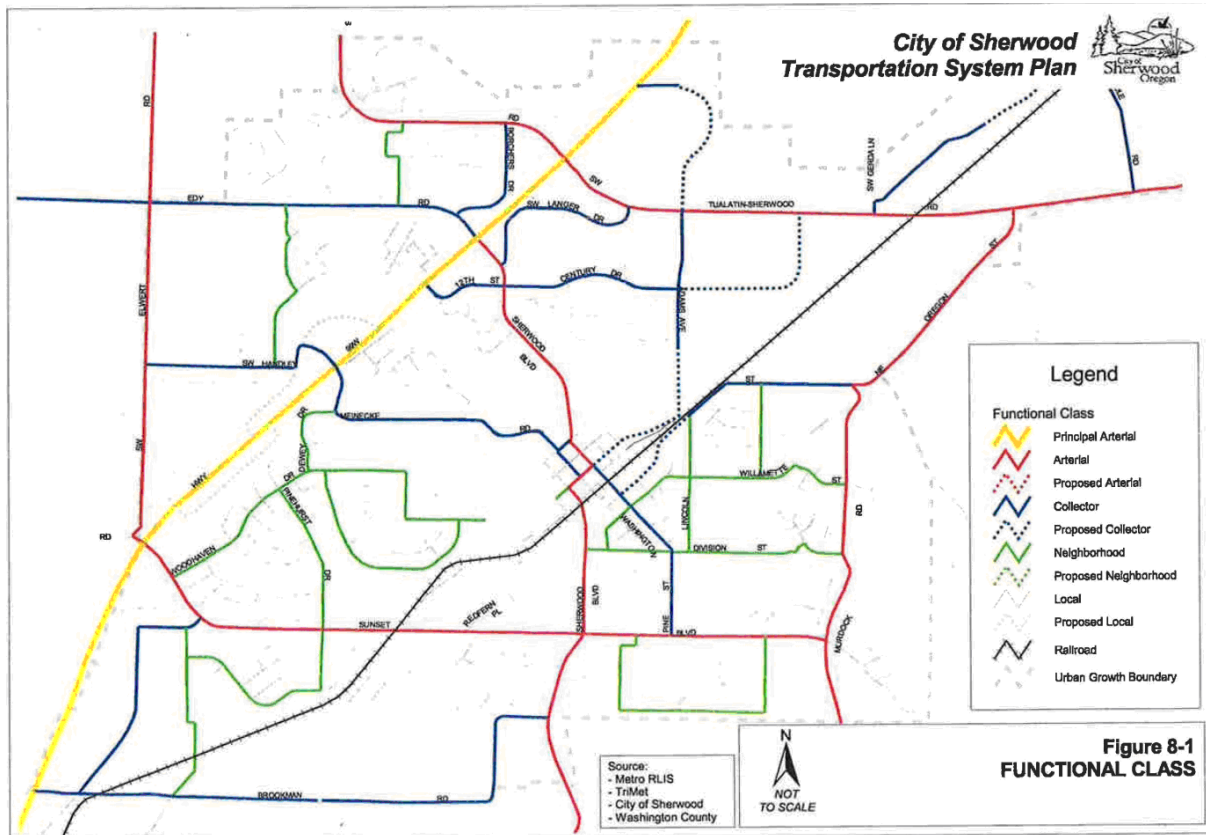 City of Sherwood
Transportation System Plan
City of
Sherwood
Oregon
RD
RD
BORCHERS
DR
SW
SW GERDA LN
RD
EDY
RD
SW LANGER DR
TUALATIN-SHERWOOD
RD
ST
12TH ST
CENTURY DR
ADAMS AVE
ELWERT
OREGON
SHERWOOD
BLVD
99W
SW HANDLEY
NE
ST
DR
MEINECKE
RD
DEWEY
SW
HWY
DR
PINEHURST
WILLAMETTE
ST
LINCOLN
WASHINGTON
RD
RD
DIVISION ST
WOODHAVEN
DR
SHERWOOD
BLVD
REDFERN
PL
ST
PINE
SUNSET
BLVD
MURDOCK
BROOKMAN
RD
Legend
Functional Class
Principal Arterial
Arterial
Proposed Arterial
Collector
Proposed Collector
Neighborhood
Proposed Neighborhood
Local
Proposed Local
Railroad
Urban Growth Boundary
Source:
- Metro RLIS
- TriMet
- City of Sherwood
- Washington County
N
NOT
TO SCALE
Figure 8-1
FUNCTIONAL CLASS